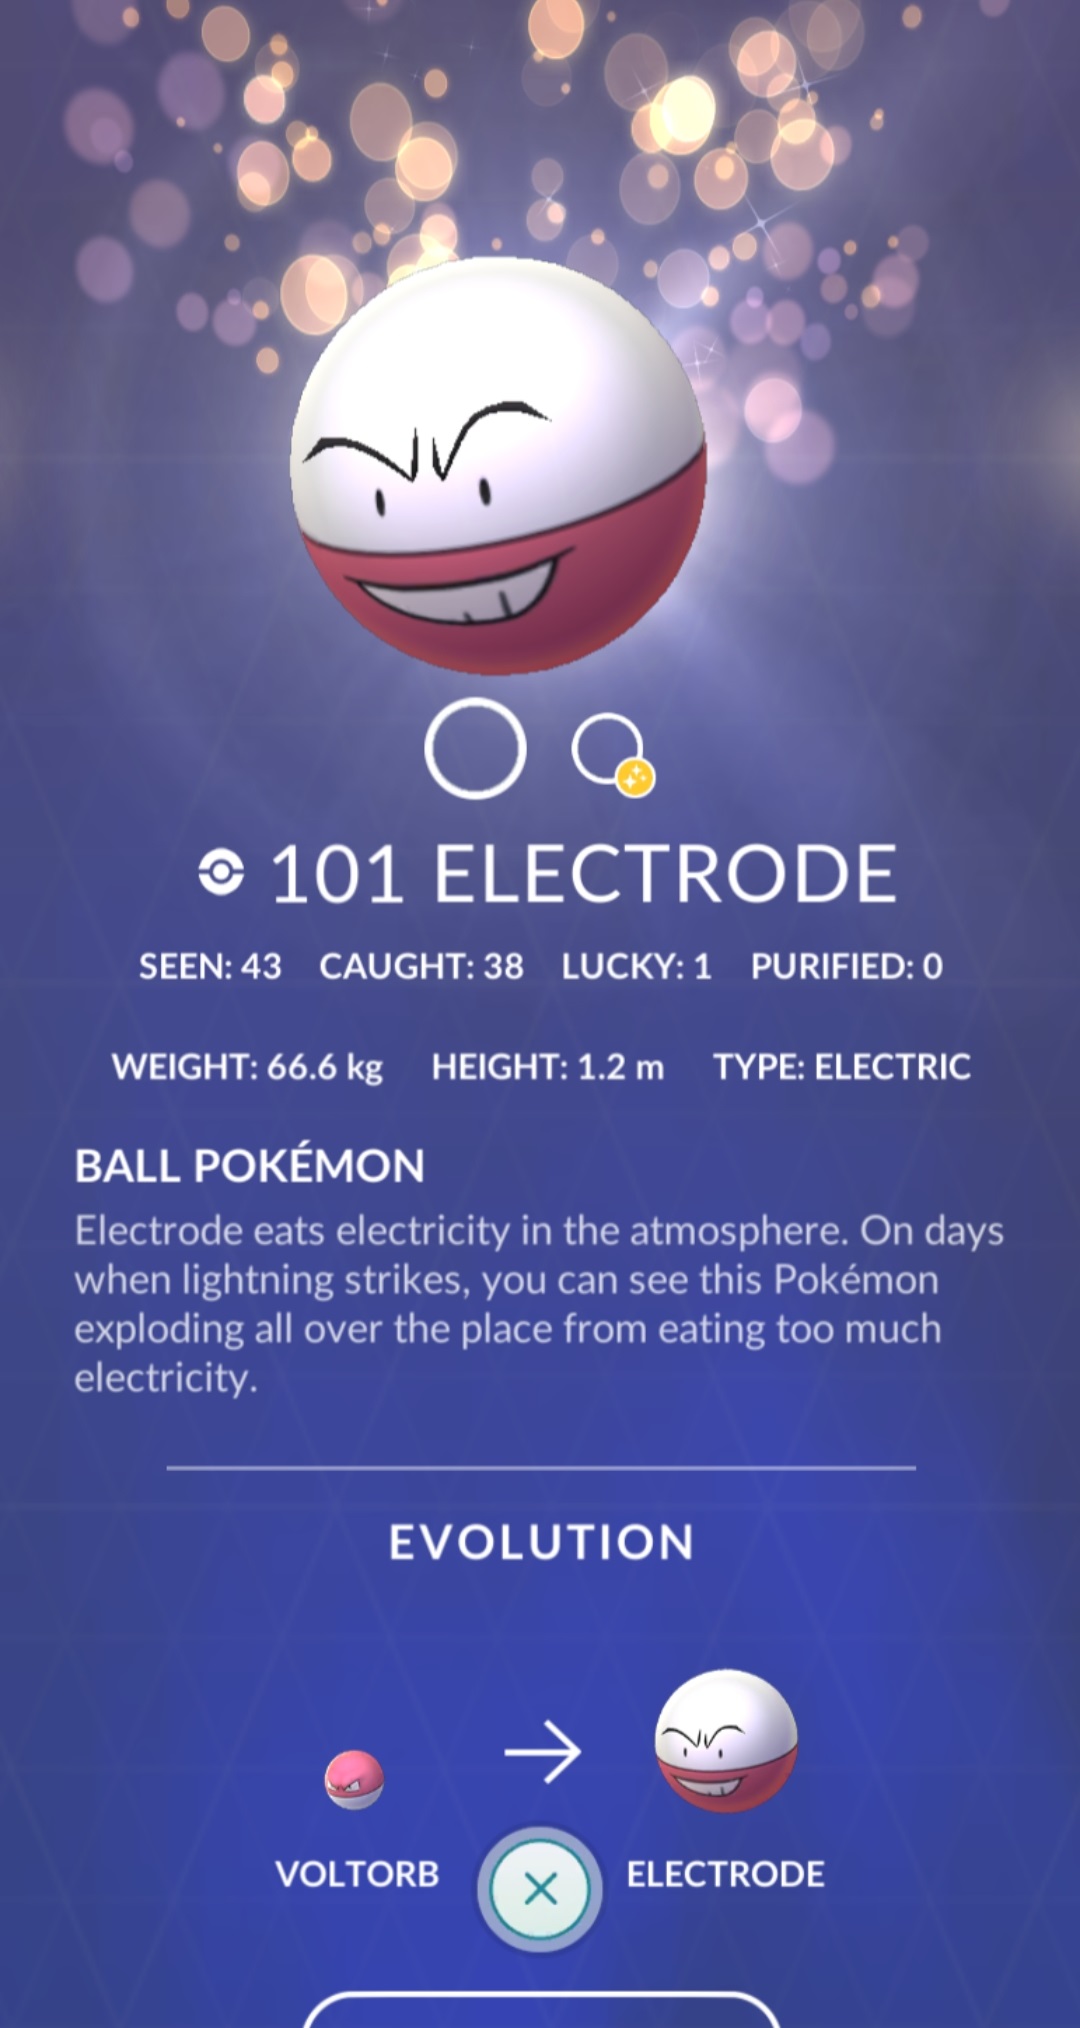 101 ELECTRODE
SEEN: 43 CAUGHT: 38 LUCKY: 1 PURIFIED: 0
WEIGHT: 66.6 kg HEIGHT: 1.2 m TYPE: ELECTRIC
BALL POKÉMON
Electrode eats electricity in the atmosphere. On days
when lightning strikes, you can see this Pokémon
exploding all over the place from eating too much
electricity.
EVOLUTION
VOLTORB ELECTRODE